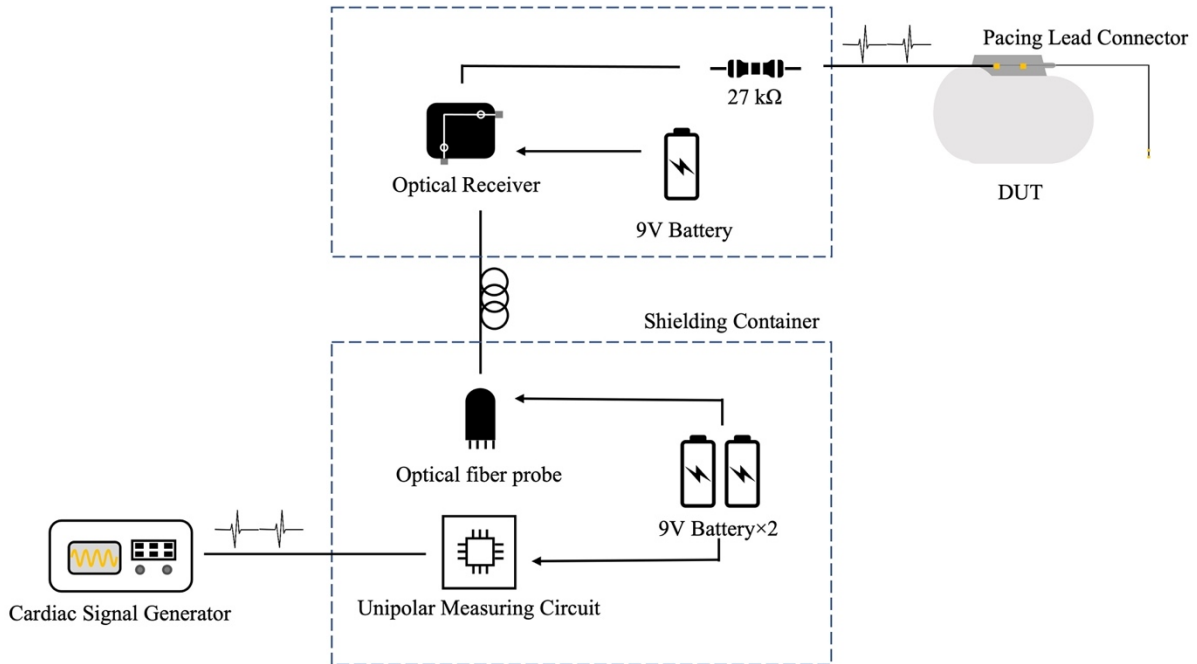 Pacing Lead Connector
27 kΩ
Optical Receiver
DUT
9V Battery
Shielding Container
Optical fiber probe
9V Battery×2
Unipolar Measuring Circuit
Cardiac Signal Generator